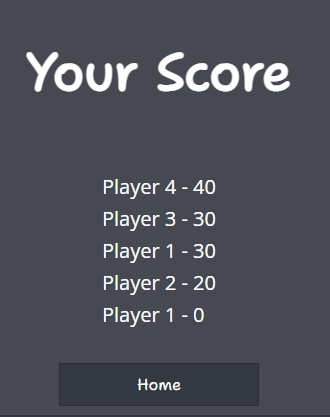 Your Score
Player 4 - 40
Player 3 - 30
Player 1 - 30
Player 2 - 20
Player 1 - 0
Home